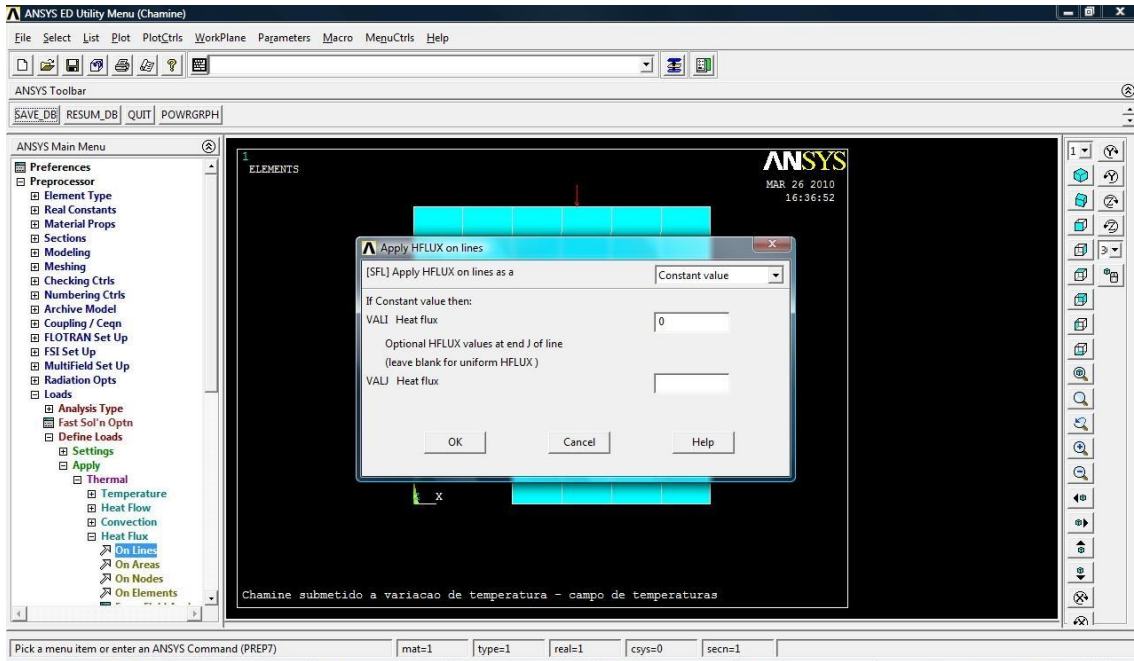 ANSYS ED Utility Menu (Chamine)
File Select List Plot PlotCtrls WorkPlane Parameters Macro MenuCtrls Help
ANSYS Toolbar
SAVE_DB RESUM_DB QUIT POWRGRPH
ANSYS Main Menu
Preferences
Preprocessor
Element Type
Real Constants
Material Props
Sections
Modeling
Meshing
Checking Ctrls
Numbering Ctrls
Archive Model
Coupling / Ceqn
FLOTRAN Set Up
FSI Set Up
MultiField Set Up
Radiation Opts
Loads
Analysis Type
Fast Sol'n Optn
Define Loads
Settings
Apply
Thermal
Temperature
Heat Flow
Convection
Heat Flux
On Lines
On Areas
On Nodes
On Elements
1
ELEMENTS
ANSYS
MAR 26 2010
16:36:52
Apply HFLUX on lines
[SFL] Apply HFLUX on lines as a Constant value
If Constant value then:
VALI Heat flux 0
Optional HFLUX values at end J of line
(leave blank for uniform HFLUX )
VALJ Heat flux
OK Cancel Help
X
Chamine submetido a variacao de temperatura - campo de temperaturas
1
3
Pick a menu item or enter an ANSYS Command (PREP7) mat=1 type=1 real=1 csys=0 secn=1